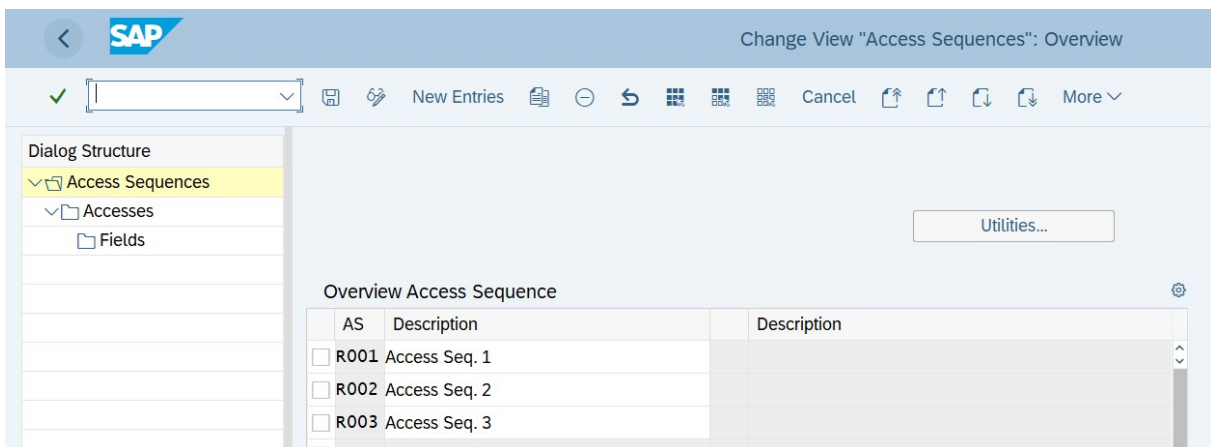 SAP
Change View "Access Sequences": Overview
New Entries Cancel More
Dialog Structure
Access Sequences
Accesses
Fields
Utilities...
Overview Access Sequence
AS Description Description
R001 Access Seq. 1
R002 Access Seq. 2
R003 Access Seq. 3